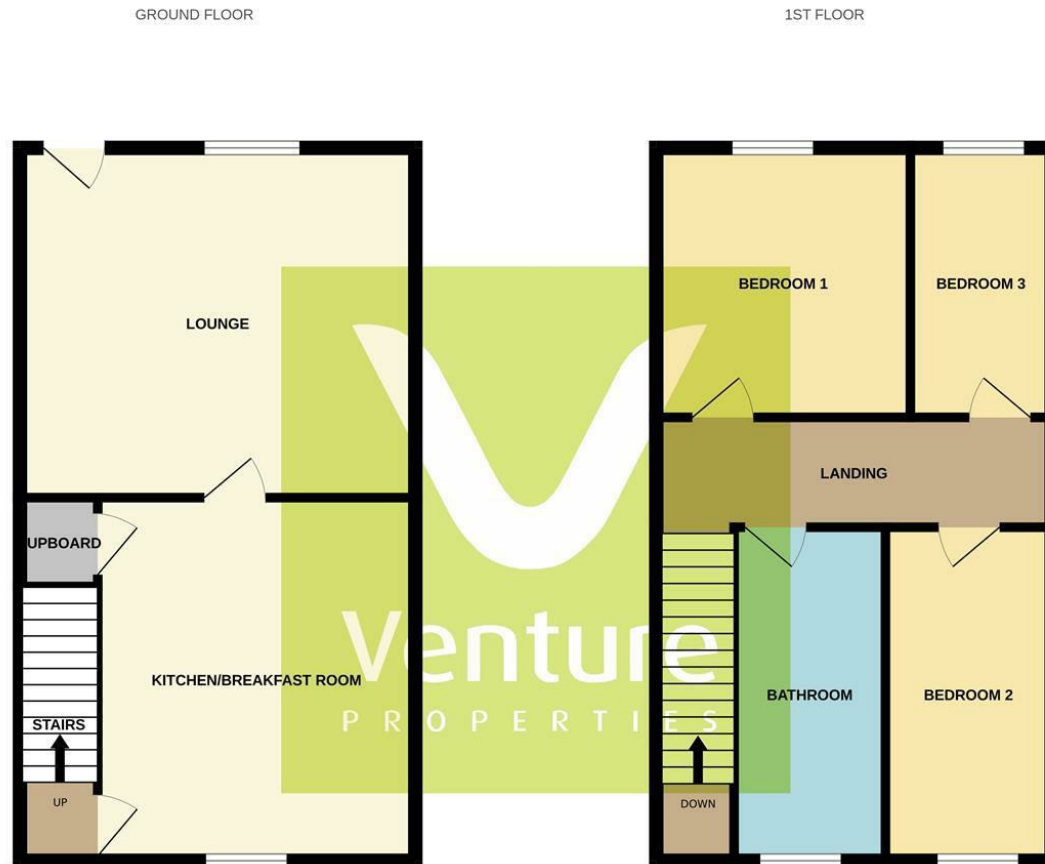 GROUND FLOOR
1ST FLOOR
LOUNGE
UPBOARD
KITCHEN/BREAKFAST ROOM
STAIRS
UP
BEDROOM 1
BEDROOM 3
LANDING
BATHROOM
BEDROOM 2
DOWN
Venture
PROPERTIES